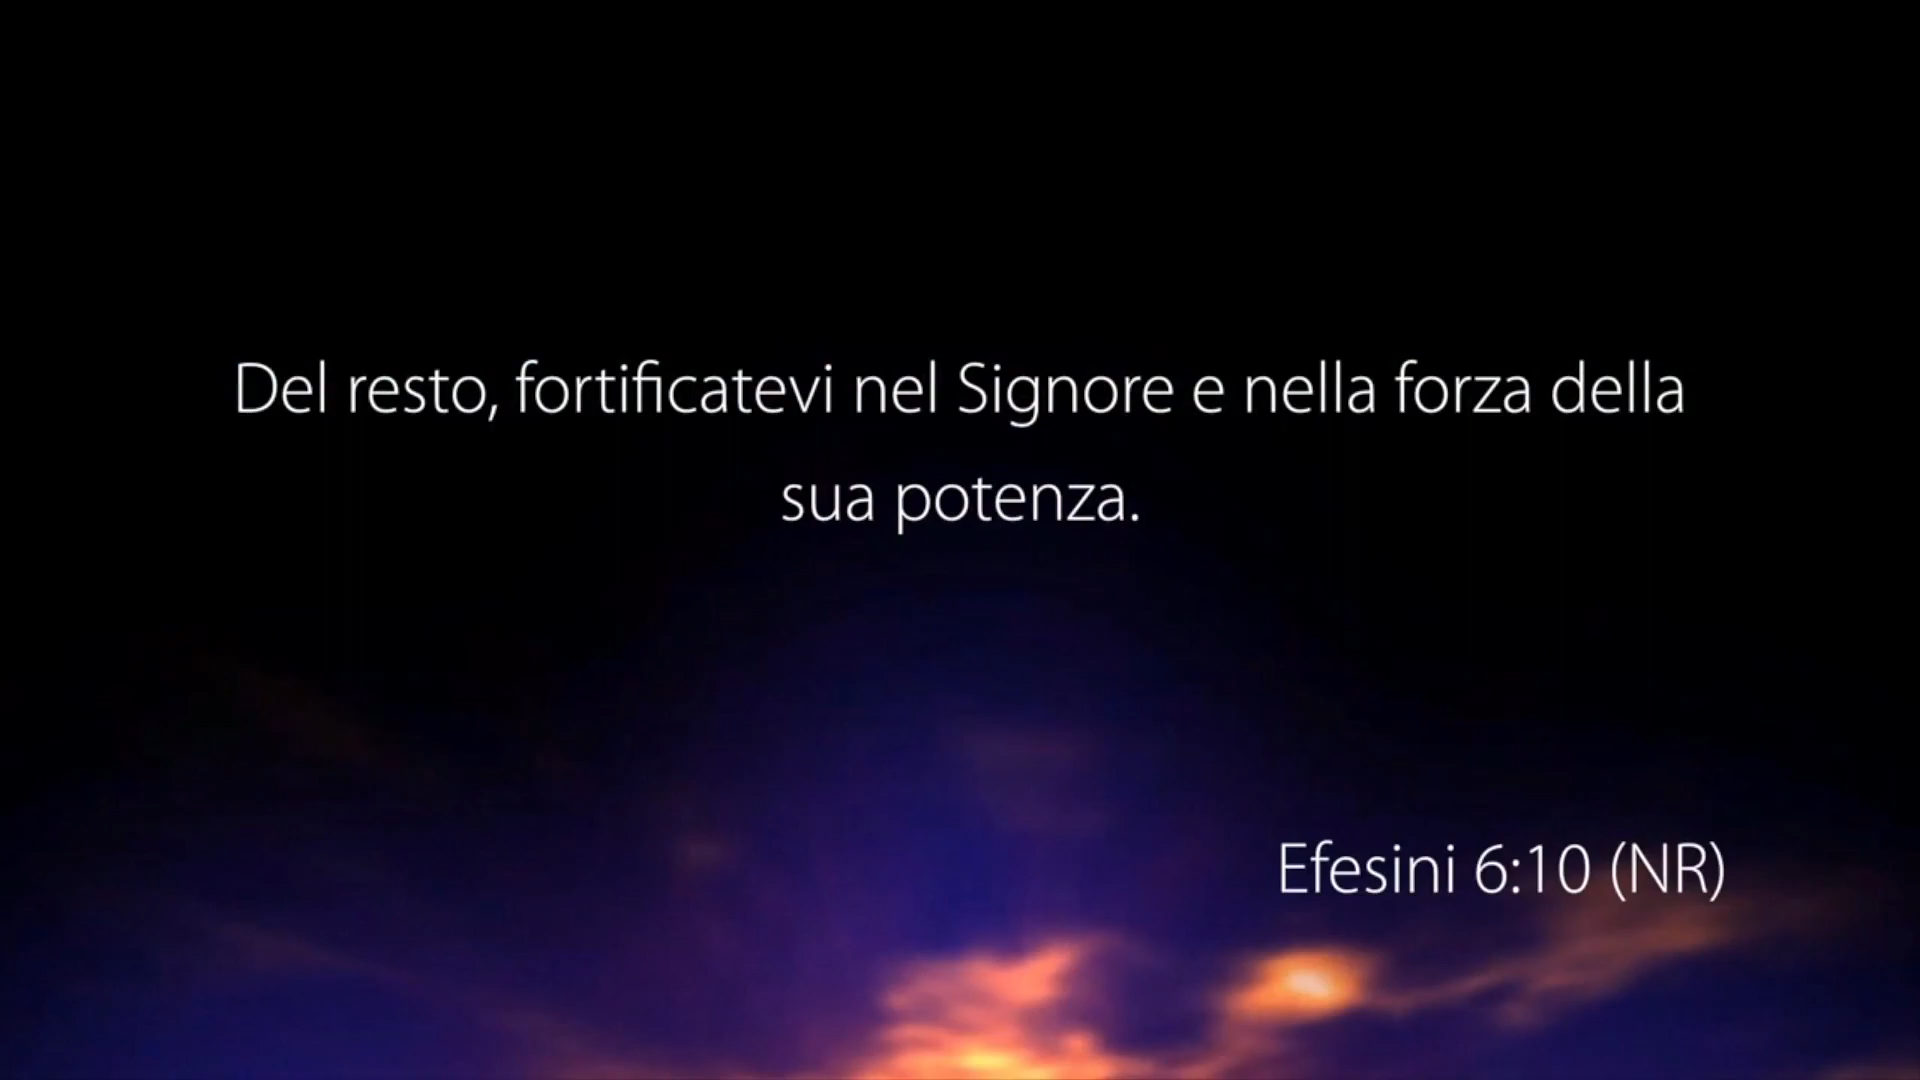 Del resto, fortificatevi nel Signore e nella forza della
sua potenza.
Efesini 6:10 (NR)